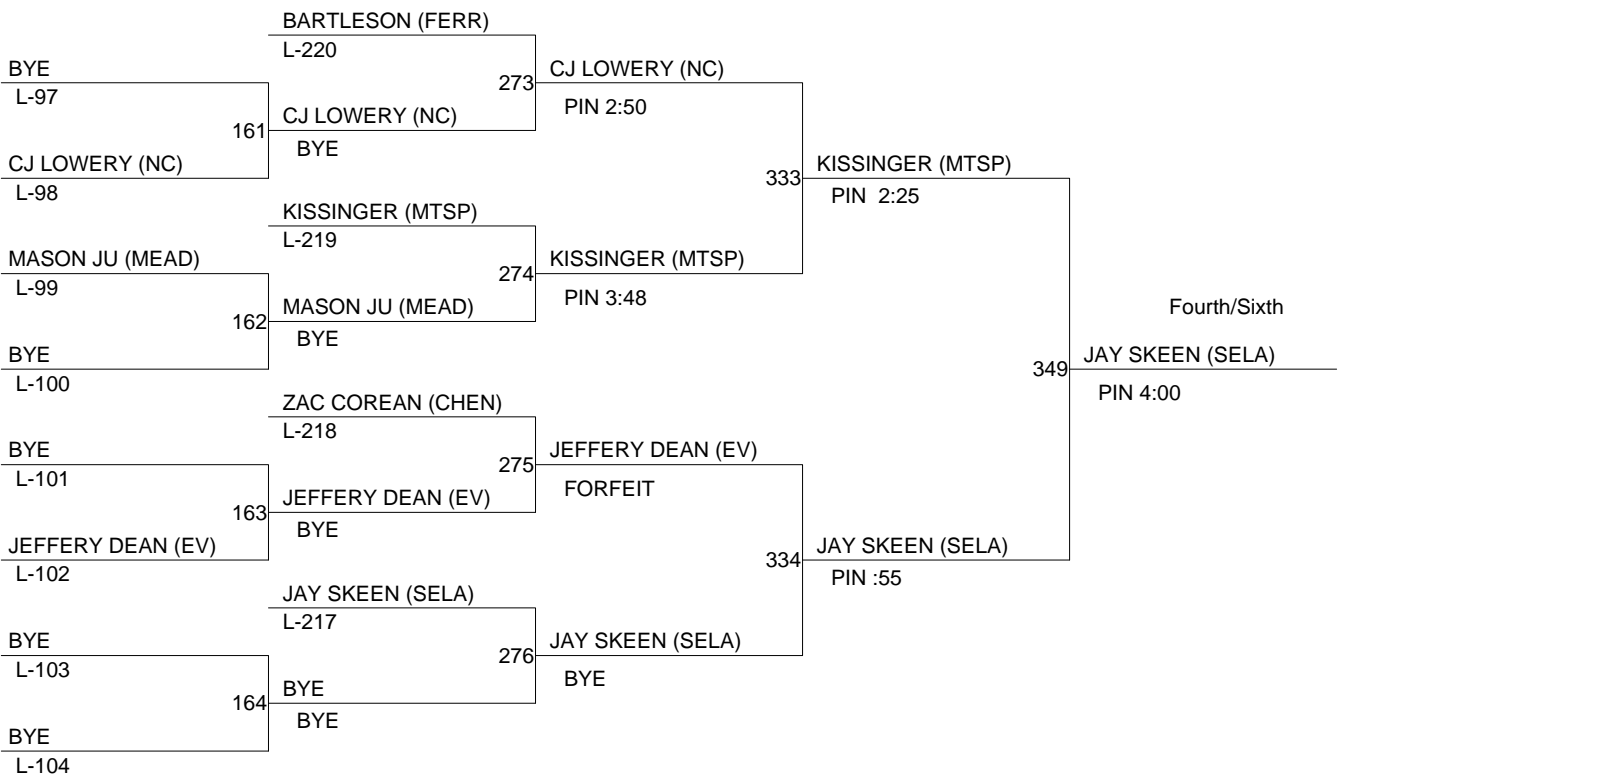 BARTLESON (FERR)
L-220
BYE
L-97
273
CJ LOWERY (NC)
PIN 2:50
161
CJ LOWERY (NC)
BYE
CJ LOWERY (NC)
L-98
333
KISSINGER (MTSP)
PIN  2:25
KISSINGER (MTSP)
L-219
MASON JU (MEAD)
L-99
274
KISSINGER (MTSP)
PIN 3:48
162
MASON JU (MEAD)
BYE
BYE
L-100
Fourth/Sixth
349
JAY SKEEN (SELA)
PIN 4:00
ZAC COREAN (CHEN)
L-218
BYE
L-101
275
JEFFERY DEAN (EV)
FORFEIT
163
JEFFERY DEAN (EV)
BYE
JEFFERY DEAN (EV)
L-102
334
JAY SKEEN (SELA)
PIN :55
JAY SKEEN (SELA)
L-217
BYE
L-103
276
JAY SKEEN (SELA)
BYE
164
BYE
BYE
BYE
L-104